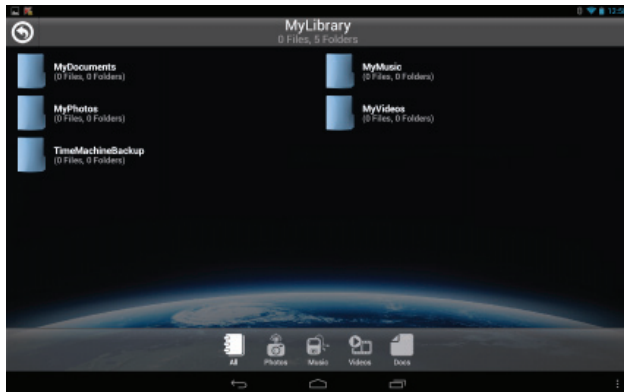 MyLibrary
0 Files, 5 Folders
MyDocuments
(0 Files, 0 Folders)
MyMusic
(0 Files, 0 Folders)
MyPhotos
(0 Files, 0 Folders)
MyVideos
(0 Files, 0 Folders)
TimeMachineBackup
(0 Files, 0 Folders)
All
Photos
Music
Videos
Docs